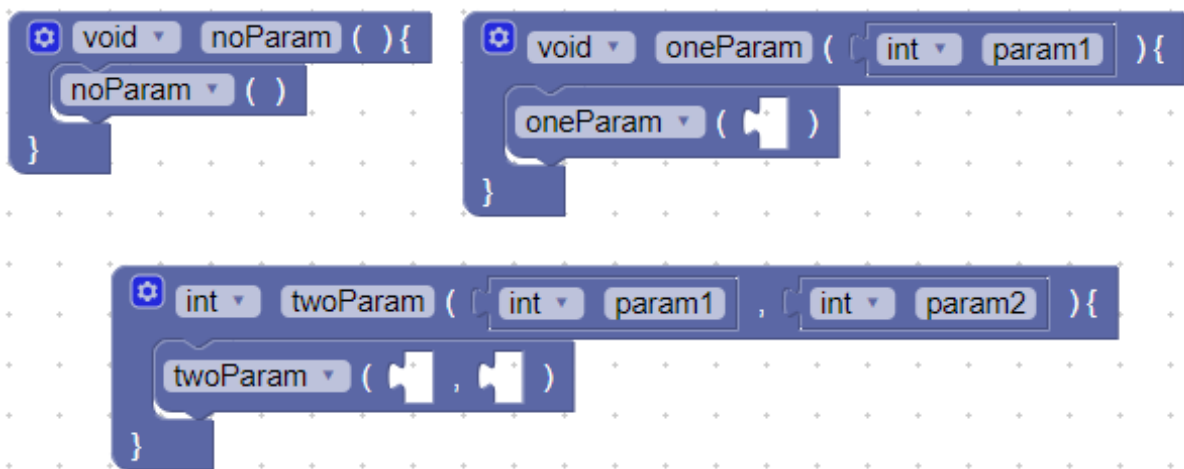 void noParam ( ) {
noParam ( )
}
void oneParam ( int param1 ) {
oneParam ( )
}
int twoParam ( int param1 , int param2 ) {
twoParam ( , )
}